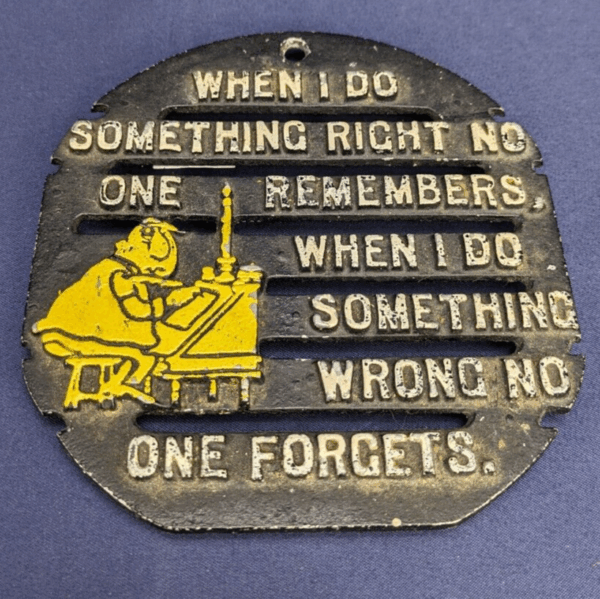 WHEN I DO
SOMETHING RIGHT NO
ONE REMEMBERS,
WHEN I DO
SOMETHING
WRONG NO
ONE FORGETS.